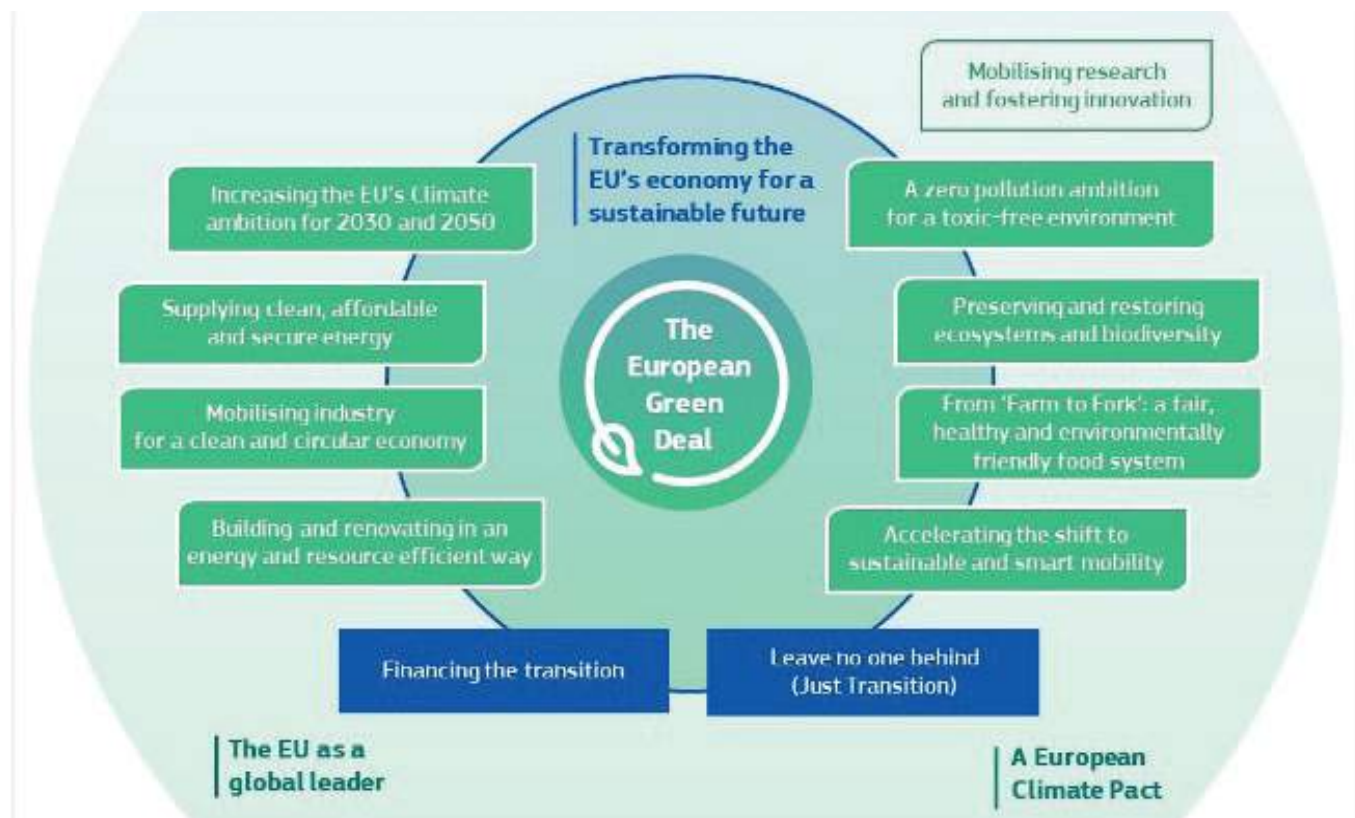 Mobilising research
and fostering innovation
Transforming the
EU's economy for a
sustainable future
Increasing the EU's Climate
ambition for 2030 and 2050
A zero pollution ambition
for a toxic-free environment
Supplying clean, affordable
and secure energy
Preserving and restoring
ecosystems and biodiversity
The
European
Green
Deal
Mobilising industry
for a clean and circular economy
From 'Farm to Fork': a fair,
healthy and environmentally
friendly food system
Building and renovating in an
energy and resource efficient way
Accelerating the shift to
sustainable and smart mobility
Financing the transition
Leave no one behind
(Just Transition)
The EU as a
global leader
A European
Climate Pact